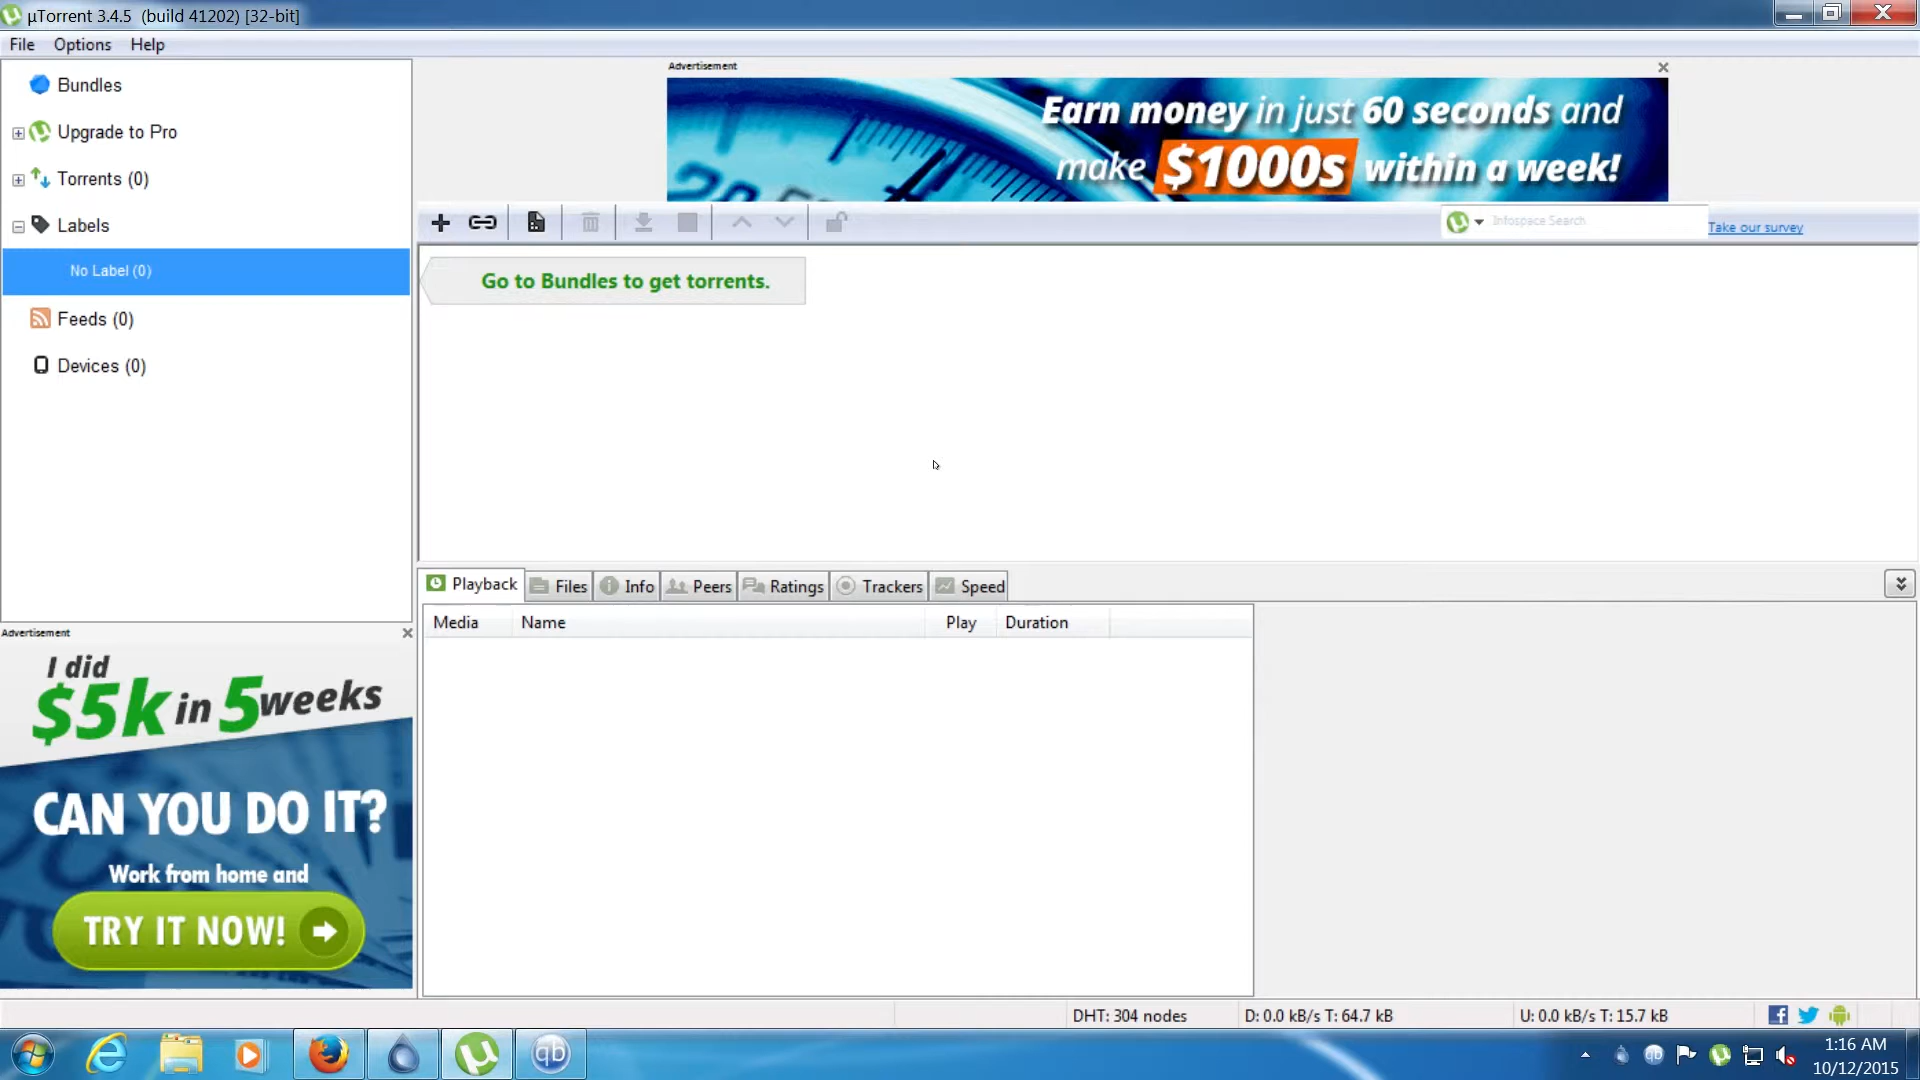 µTorrent 3.4.5  (build 41202) [32-bit]
File Options Help
Bundles
Upgrade to Pro
Torrents (0)
Labels
No Label (0)
Feeds (0)
Devices (0)
Advertisement
Earn money in just 60 seconds and
make $1000s within a week!
Infospace Search
Take our survey
Go to Bundles to get torrents.
Playback Files Info Peers Ratings Trackers Speed
Media Name Play Duration
Advertisement
I did
$5k in 5weeks
CAN YOU DO IT?
Work from home and
TRY IT NOW!
DHT: 304 nodes D: 0.0 kB/s T: 64.7 kB U: 0.0 kB/s T: 15.7 kB
qb
qb
1:16 AM
10/12/2015